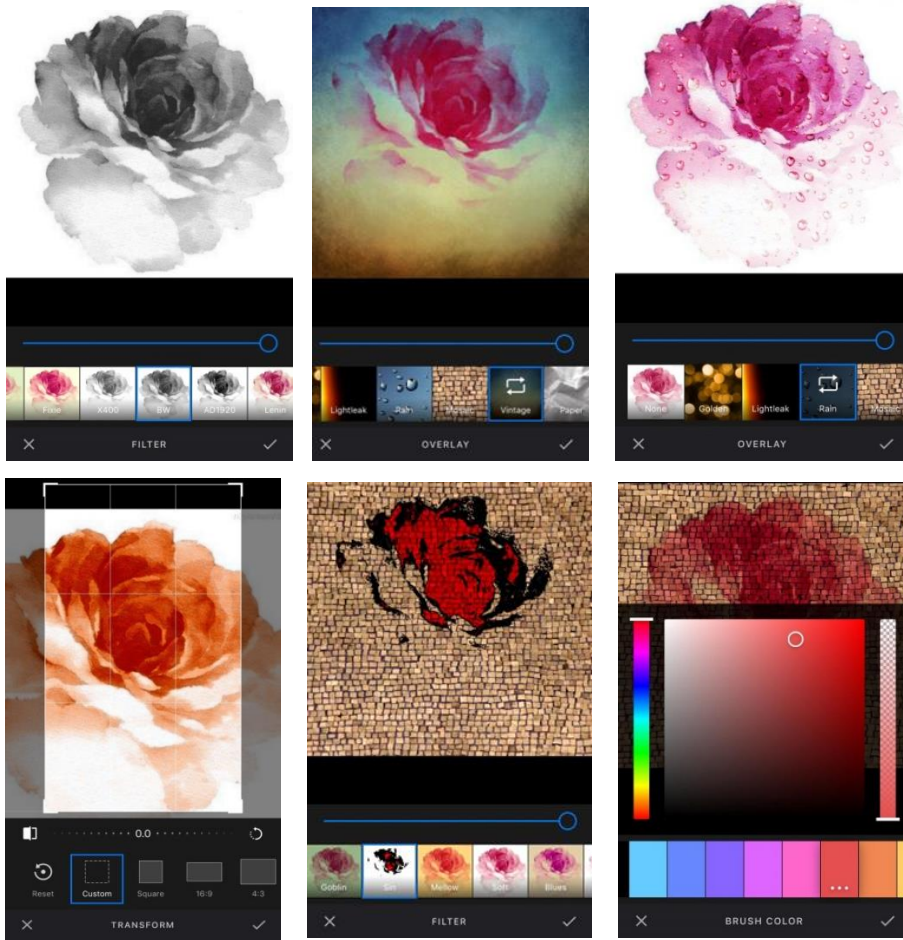 Fixie X400 BW AD1920 Lenin
FILTER
Lightleak Rain Mosaic Vintage Paper
OVERLAY
None Golden Lightleak Rain Mosaic
OVERLAY
0.0
Reset Custom Square 16:9 4:3
TRANSFORM
Goblin Sin Mellow Soft Blues
FILTER
BRUSH COLOR